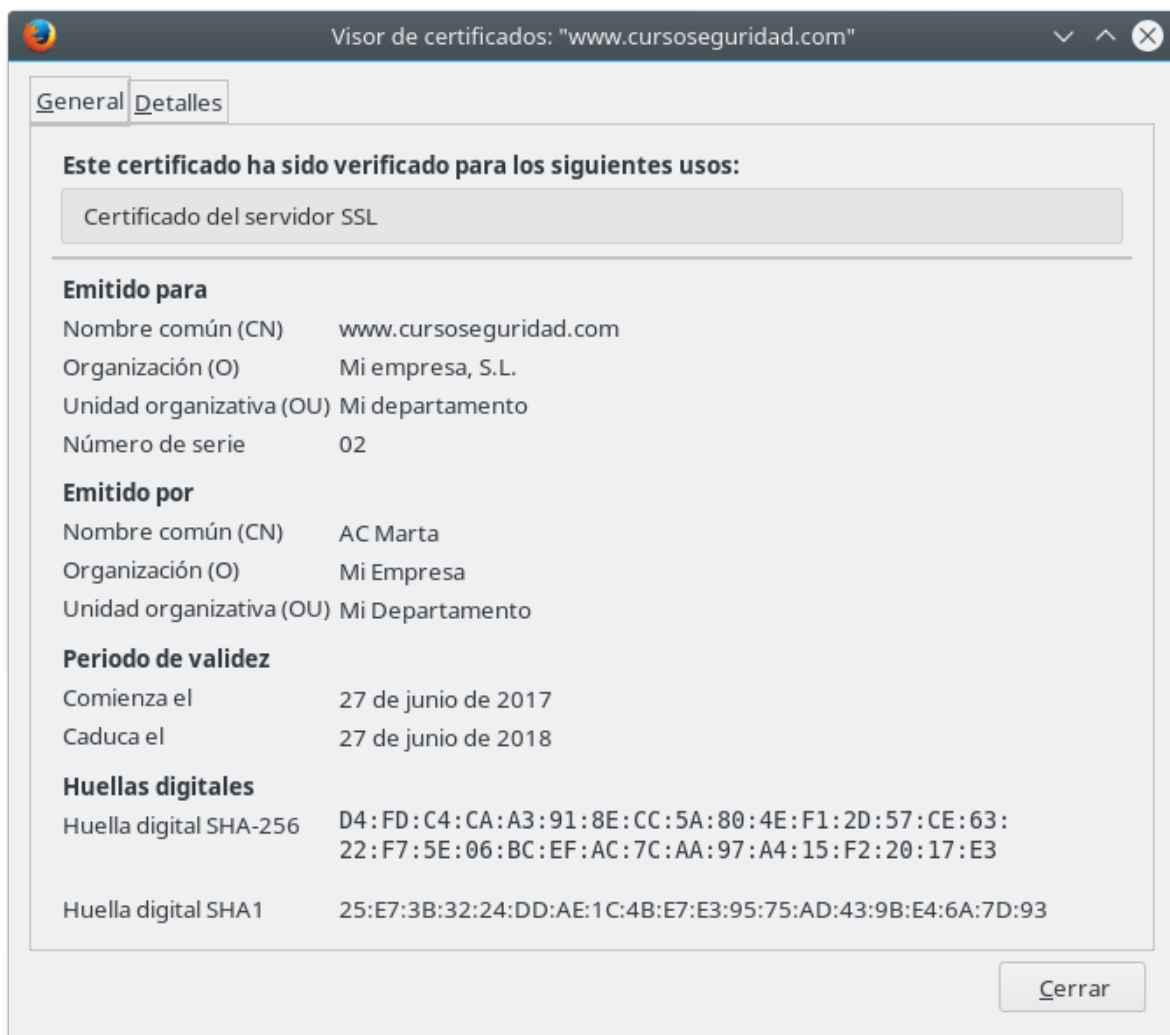 Visor de certificados: "www.cursoseguridad.com"
General Detalles
Este certificado ha sido verificado para los siguientes usos:
Certificado del servidor SSL
Emitido para
Nombre común (CN) www.cursoseguridad.com
Organización (O) Mi empresa, S.L.
Unidad organizativa (OU) Mi departamento
Número de serie 02
Emitido por
Nombre común (CN) AC Marta
Organización (O) Mi Empresa
Unidad organizativa (OU) Mi Departamento
Periodo de validez
Comienza el 27 de junio de 2017
Caduca el 27 de junio de 2018
Huellas digitales
Huella digital SHA-256 D4:FD:C4:CA:A3:91:8E:CC:5A:80:4E:F1:2D:57:CE:63:
22:F7:5E:06:BC:EF:AC:7C:AA:97:A4:15:F2:20:17:E3
Huella digital SHA1 25:E7:3B:32:24:DD:AE:1C:4B:E7:E3:95:75:AD:43:9B:E4:6A:7D:93
Cerrar